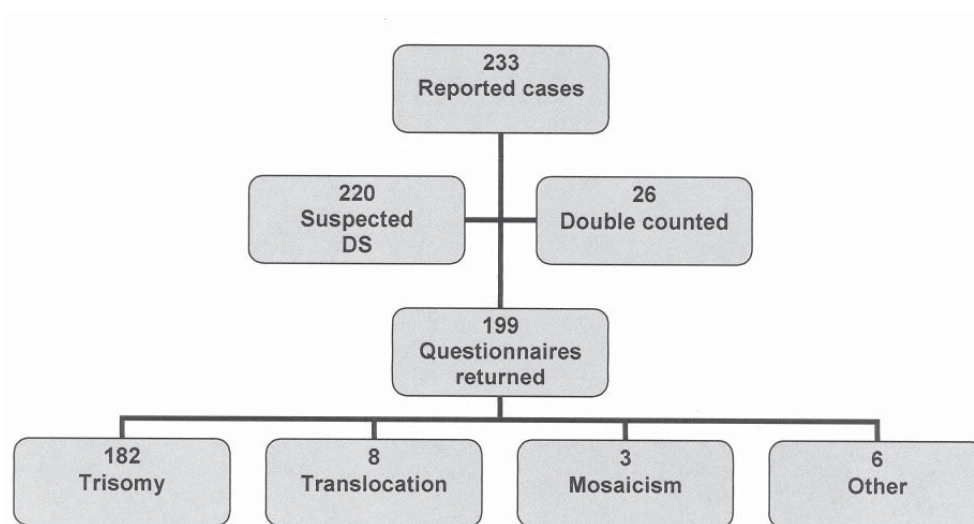 233
Reported cases
220
Suspected
DS
26
Double counted
199
Questionnaires
returned
182
Trisomy
8
Translocation
3
Mosaicism
6
Other